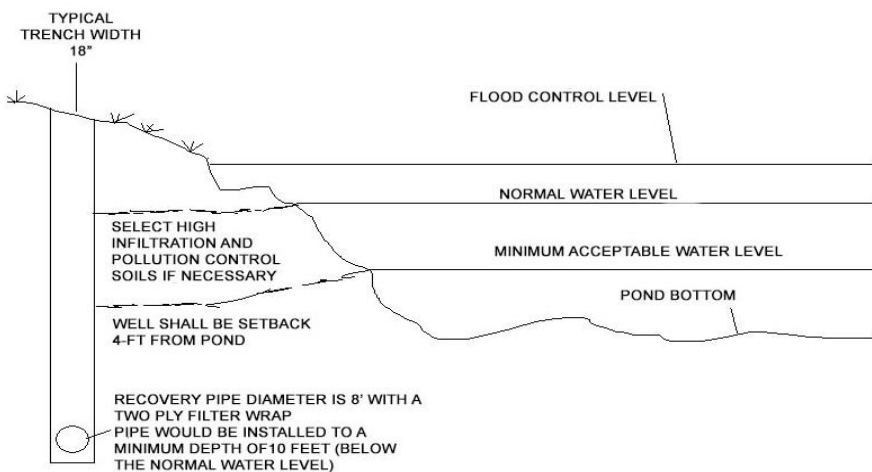 TYPICAL
TRENCH WIDTH
18"
FLOOD CONTROL LEVEL
NORMAL WATER LEVEL
SELECT HIGH
INFILTRATION AND
POLLUTION CONTROL
SOILS IF NECESSARY
MINIMUM ACCEPTABLE WATER LEVEL
POND BOTTOM
WELL SHALL BE SETBACK
4-FT FROM POND
RECOVERY PIPE DIAMETER IS 8' WITH A
TWO PLY FILTER WRAP
PIPE WOULD BE INSTALLED TO A
MINIMUM DEPTH OF10 FEET (BELOW
THE NORMAL WATER LEVEL)